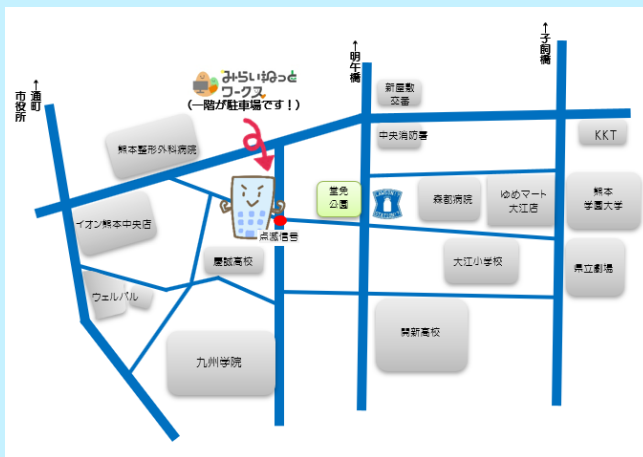 ←子飼橋
←明午橋
←通町
市役所
みらいねっと
ワークス
(一階が駐車場です!)
新屋敷
交番
中央消防署
KKT
熊本整形外科病院
堂免
公園
森都病院
ゆめマート
大江店
熊本
学園大学
イオン熊本中央店
点滅信号
慶誠高校
大江小学校
県立劇場
ウェルパル
開新高校
九州学院